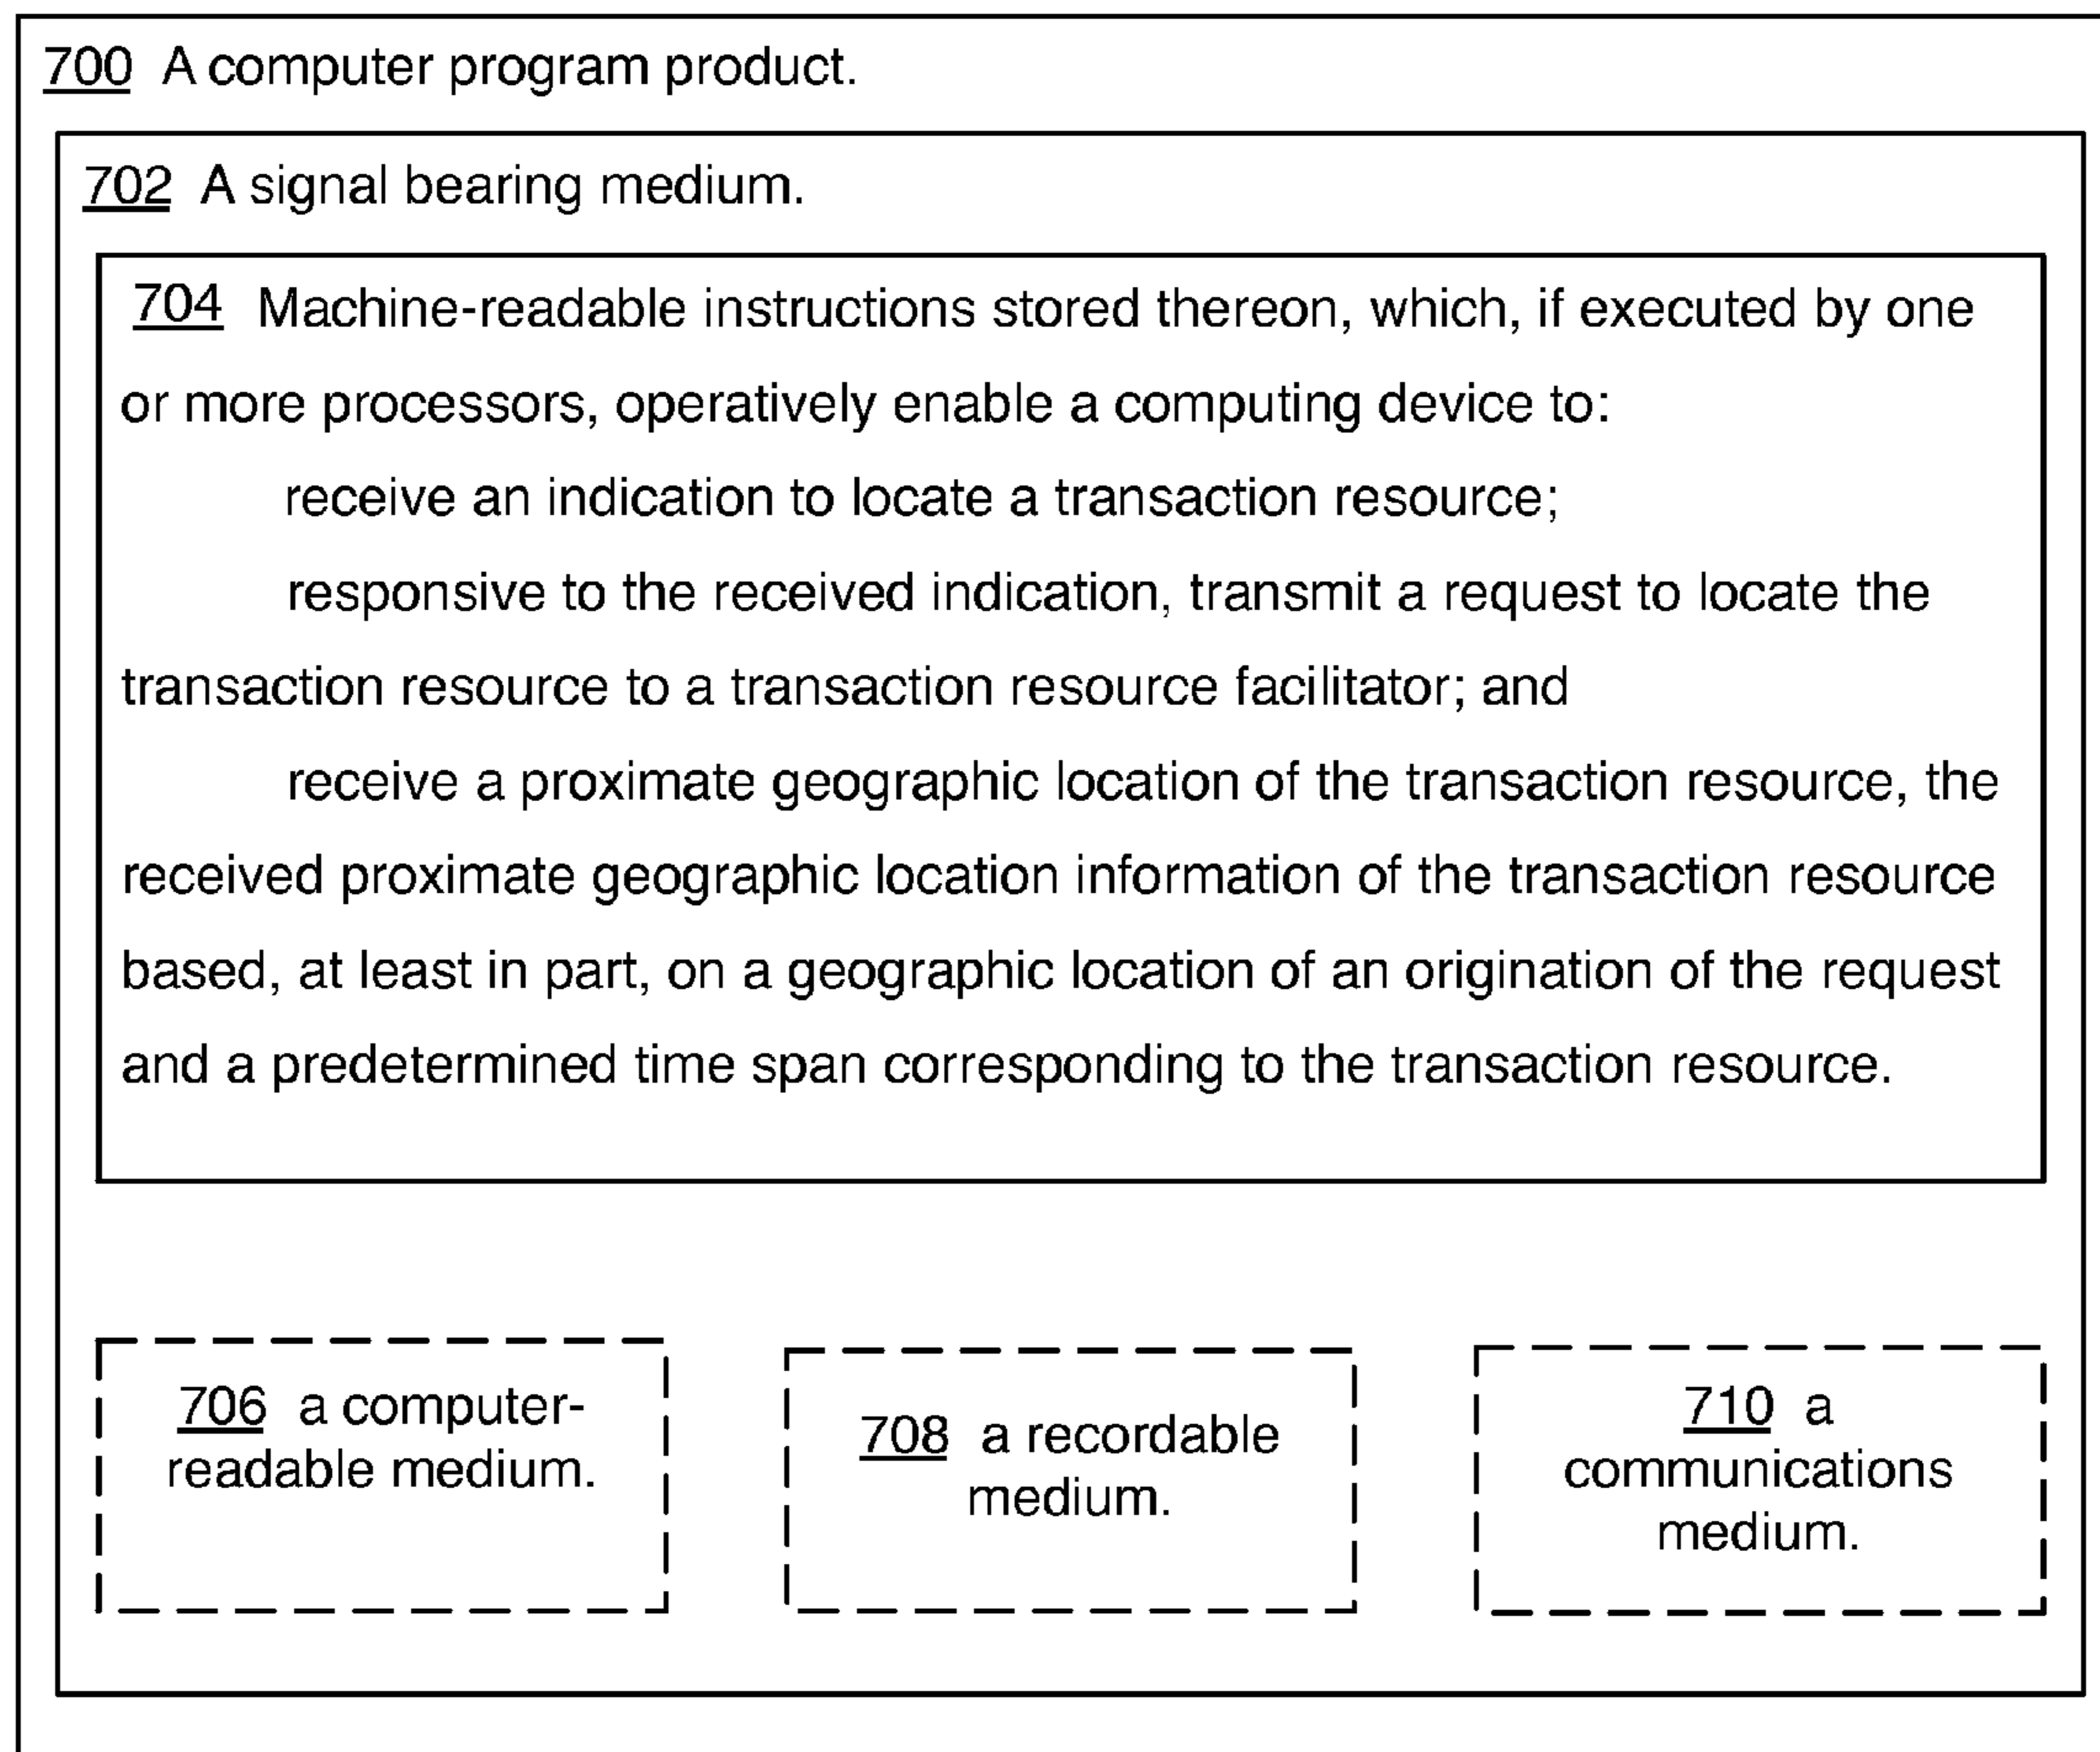 700 A computer program product.
702 A signal bearing medium.
704 Machine-readable instructions stored thereon, which, if executed by one
or more processors, operatively enable a computing device to:
receive an indication to locate a transaction resource;
responsive to the received indication, transmit a request to locate the
transaction resource to a transaction resource facilitator; and
receive a proximate geographic location of the transaction resource, the
received proximate geographic location information of the transaction resource
based, at least in part, on a geographic location of an origination of the request
and a predetermined time span corresponding to the transaction resource.
706 a computer-
readable medium.
708 a recordable
medium.
710 a
communications
medium.